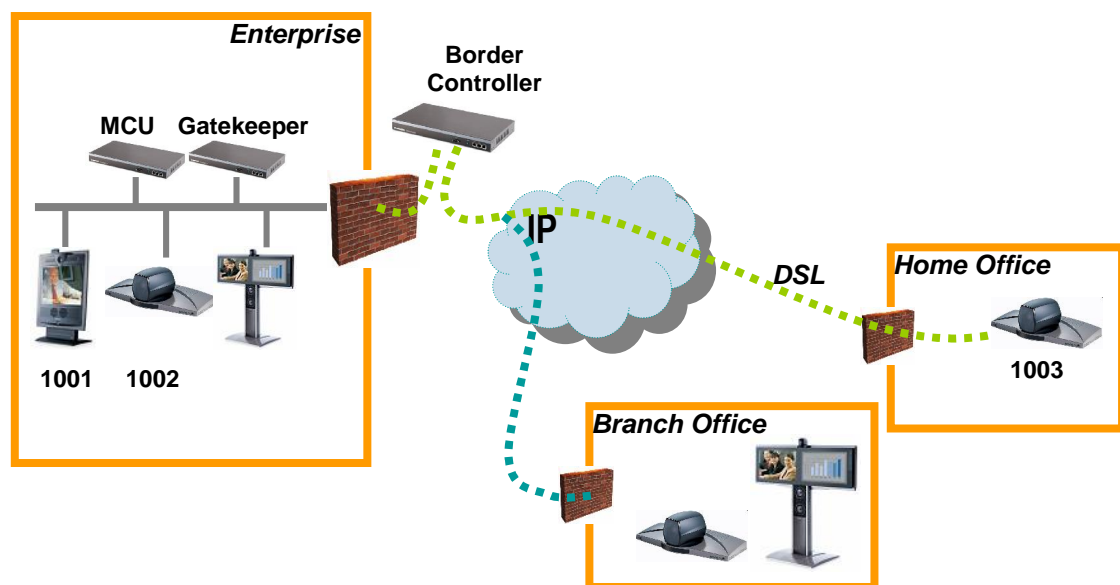 Enterprise
Border
Controller
MCU
Gatekeeper
IP
DSL
Home Office
1001
1002
1003
Branch Office